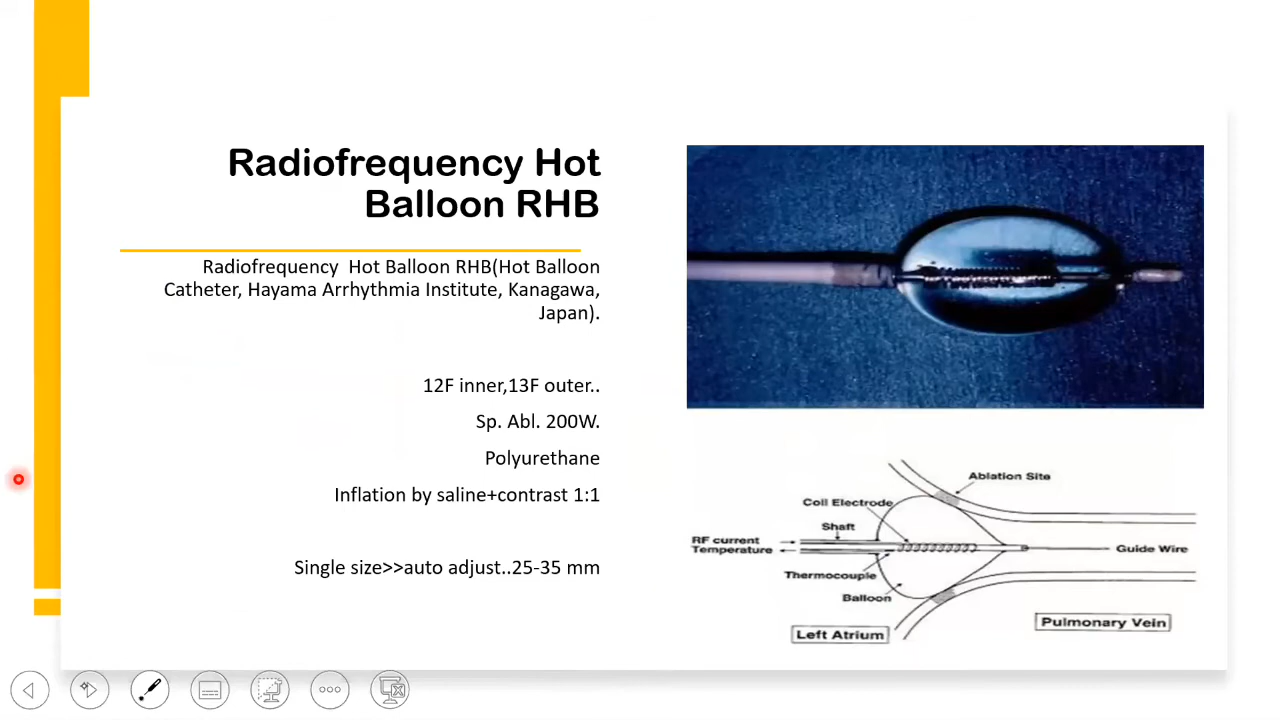 Radiofrequency Hot
Balloon RHB
Radiofrequency  Hot Balloon RHB(Hot Balloon
Catheter, Hayama Arrhythmia Institute, Kanagawa,
Japan).
12F inner,13F outer..
Sp. Abl. 200W.
Polyurethane
Inflation by saline+contrast 1:1
Single size>>auto adjust..25-35 mm
Ablation Site
Coil Electrode
Shaft
RF current
Temperature
Guide Wire
Thermocouple
Balloon
Pulmonary Vein
Left Atrium